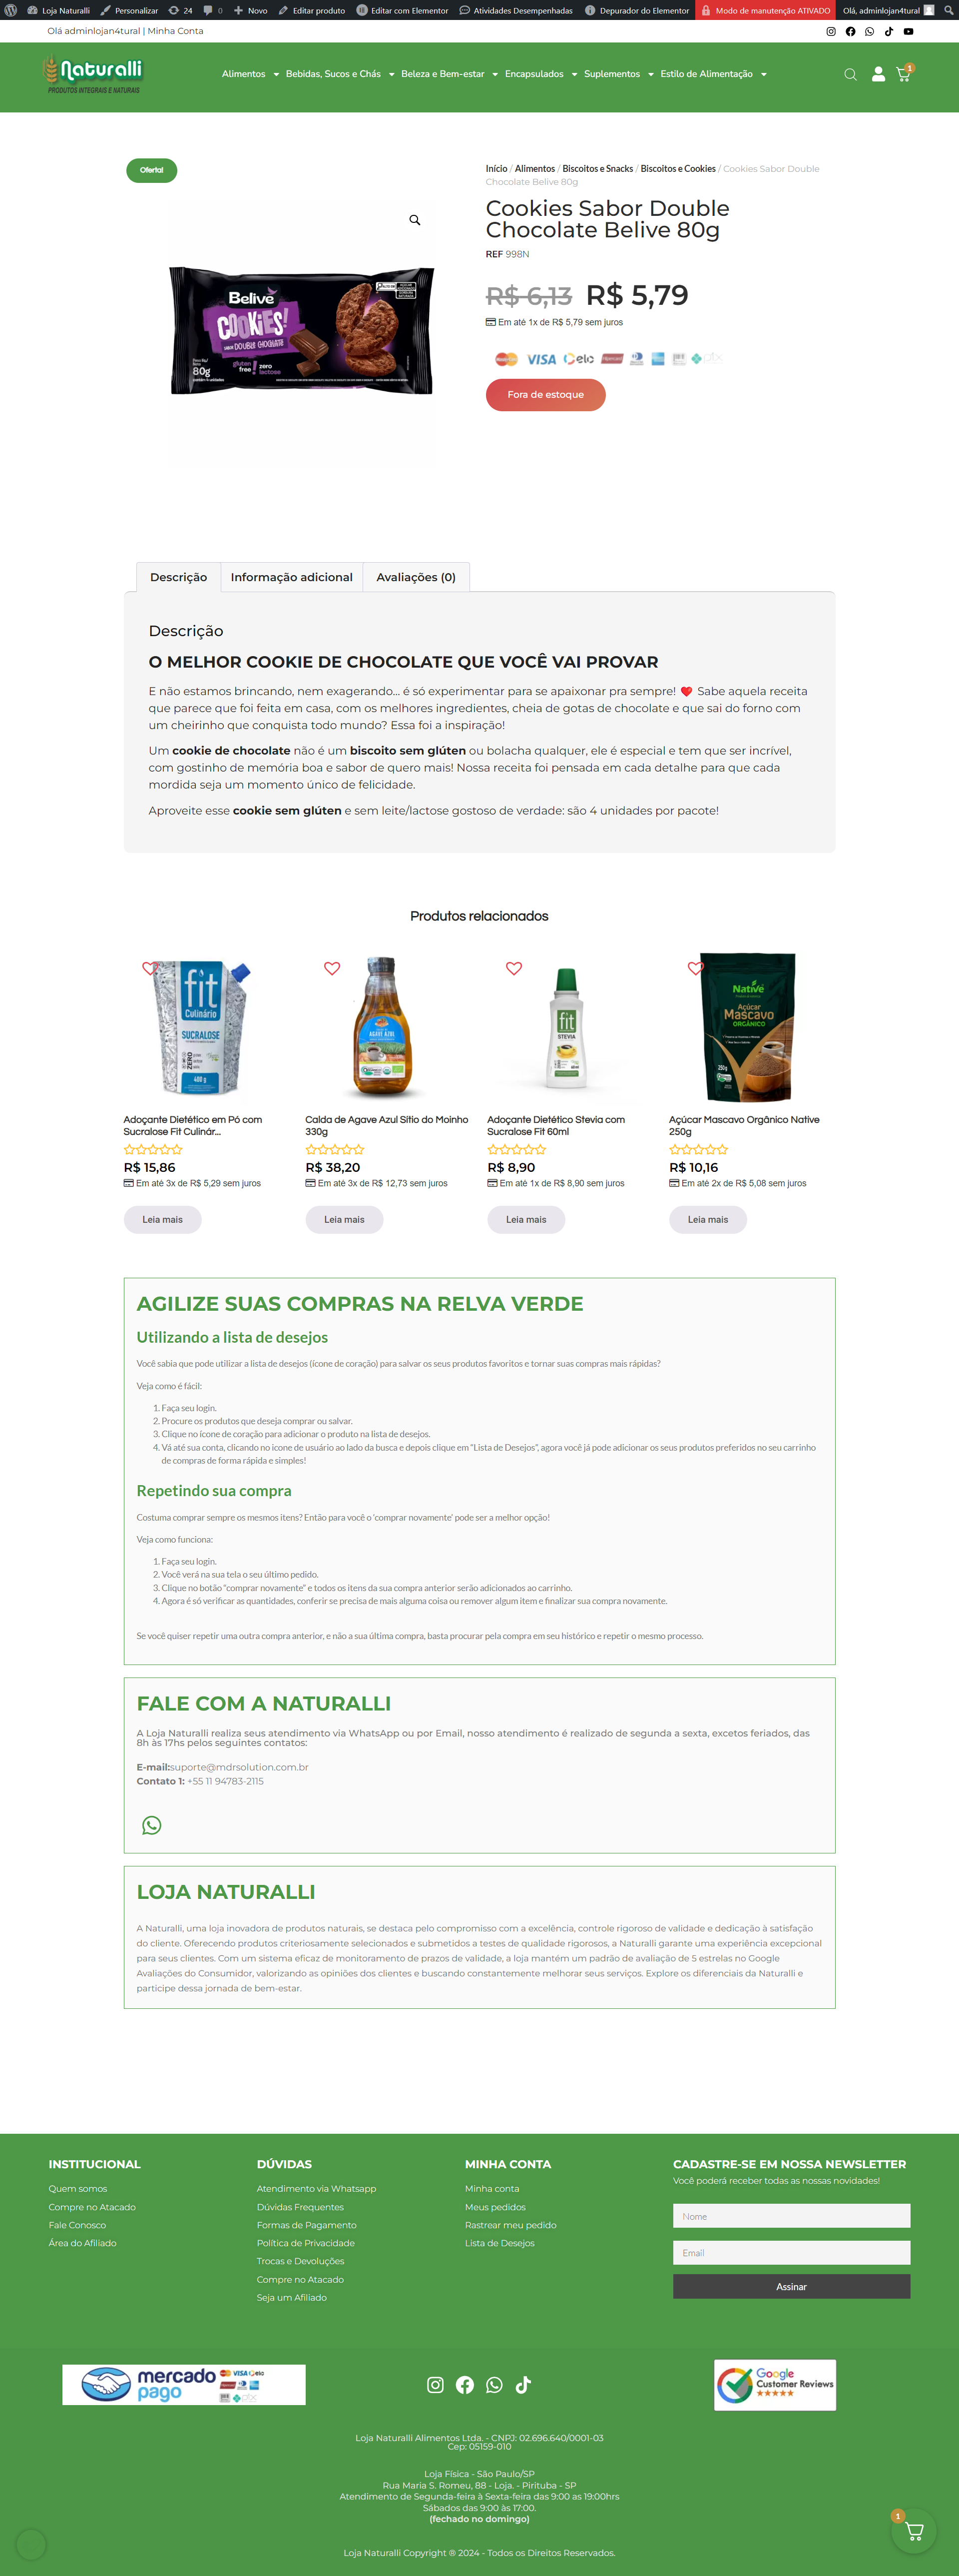 Loja Naturalli Personalizar 24 0 Novo Editar produto Editar com Elementor Atividades Desempenhadas Depurador do Elementor Modo de manutenção ATIVADO Olá, adminlojan4tural
Olá adminlojan4tural | Minha Conta
Naturalli
PRODUTOS INTEGRAIS E NATURAIS
Alimentos Bebidas, Sucos e Chás Beleza e Bem-estar Encapsulados Suplementos Estilo de Alimentação
1
Oferta!
Início / Alimentos / Biscoitos e Snacks / Biscoitos e Cookies / Cookies Sabor Double
Chocolate Belive 80g
Cookies Sabor Double
Chocolate Belive 80g
REF 998N
R$ 6,13 R$ 5,79
Em até 1x de R$ 5,79 sem juros
VISA elo
Fora de estoque
Belive
COOKIES!
SABOR DOUBLE CHOCOLATE
80g
gluten free! zero lactose
Descrição Informação adicional Avaliações (0)
Descrição
O MELHOR COOKIE DE CHOCOLATE QUE VOCÊ VAI PROVAR
E não estamos brincando, nem exagerando… é só experimentar para se apaixonar pra sempre! ❤ Sabe aquela receita
que parece que foi feita em casa, com os melhores ingredientes, cheia de gotas de chocolate e que sai do forno com
um cheirinho que conquista todo mundo? Essa foi a inspiração!
Um cookie de chocolate não é um biscoito sem glúten ou bolacha qualquer, ele é especial e tem que ser incrível,
com gostinho de memória boa e sabor de quero mais! Nossa receita foi pensada em cada detalhe para que cada
mordida seja um momento único de felicidade.
Aproveite esse cookie sem glúten e sem leite/lactose gostoso de verdade: são 4 unidades por pacote!
Produtos relacionados
fit
Culinário
SUCRALOSE
ZERO
400 g
AGAVE AZUL
fit
STEVIA
Native
Açúcar
Mascavo
ORGÂNICO
250g
Adoçante Dietético em Pó com
Sucralose Fit Culinár...
R$ 15,86
Em até 3x de R$ 5,29 sem juros
Leia mais
Calda de Agave Azul Sítio do Moinho
330g
R$ 38,20
Em até 3x de R$ 12,73 sem juros
Leia mais
Adoçante Dietético Stevia com
Sucralose Fit 60ml
R$ 8,90
Em até 1x de R$ 8,90 sem juros
Leia mais
Açúcar Mascavo Orgânico Native
250g
R$ 10,16
Em até 2x de R$ 5,08 sem juros
Leia mais
AGILIZE SUAS COMPRAS NA RELVA VERDE
Utilizando a lista de desejos
Você sabia que pode utilizar a lista de desejos (ícone de coração) para salvar os seus produtos favoritos e tornar suas compras mais rápidas?
Veja como é fácil:
1. Faça seu login.
2. Procure os produtos que deseja comprar ou salvar.
3. Clique no ícone de coração para adicionar o produto na lista de desejos.
4. Vá até sua conta, clicando no icone de usuário ao lado da busca e depois clique em "Lista de Desejos", agora você já pode adicionar os seus produtos preferidos no seu carrinho
de compras de forma rápida e simples!
Repetindo sua compra
Costuma comprar sempre os mesmos itens? Então para você o 'comprar novamente' pode ser a melhor opção!
Veja como funciona:
1. Faça seu login.
2. Você verá na sua tela o seu último pedido.
3. Clique no botão "comprar novamente" e todos os itens da sua compra anterior serão adicionados ao carrinho.
4. Agora é só verificar as quantidades, conferir se precisa de mais alguma coisa ou remover algum item e finalizar sua compra novamente.
Se você quiser repetir uma outra compra anterior, e não a sua última compra, basta procurar pela compra em seu histórico e repetir o mesmo processo.
FALE COM A NATURALLI
A Loja Naturalli realiza seus atendimento via WhatsApp ou por Email, nosso atendimento é realizado de segunda a sexta, excetos feriados, das
8h às 17hs pelos seguintes contatos:
E-mail:suporte@mdrsolution.com.br
Contato 1: +55 11 94783-2115
LOJA NATURALLI
A Naturalli, uma loja inovadora de produtos naturais, se destaca pelo compromisso com a excelência, controle rigoroso de validade e dedicação à satisfação
do cliente. Oferecendo produtos criteriosamente selecionados e submetidos a testes de qualidade rigorosos, a Naturalli garante uma experiência excepcional
para seus clientes. Com um sistema eficaz de monitoramento de prazos de validade, a loja mantém um padrão de avaliação de 5 estrelas no Google
Avaliações do Consumidor, valorizando as opiniões dos clientes e buscando constantemente melhorar seus serviços. Explore os diferenciais da Naturalli e
participe dessa jornada de bem-estar.
INSTITUCIONAL
Quem somos
Compre no Atacado
Fale Conosco
Área do Afiliado
DÚVIDAS
Atendimento via Whatsapp
Dúvidas Frequentes
Formas de Pagamento
Política de Privacidade
Trocas e Devoluções
Compre no Atacado
Seja um Afiliado
MINHA CONTA
Minha conta
Meus pedidos
Rastrear meu pedido
Lista de Desejos
CADASTRE-SE EM NOSSA NEWSLETTER
Você poderá receber todas as nossas novidades!
Nome
Email
Assinar
mercado
pago
VISA elo
Google
Customer Reviews
Loja Naturalli Alimentos Ltda. - CNPJ: 02.696.640/0001-03
Cep: 05159-010
Loja Física - São Paulo/SP
Rua Maria S. Romeu, 88 - Loja. - Pirituba - SP
Atendimento de Segunda-feira à Sexta-feira das 9:00 as 19:00hrs
Sábados das 9:00 às 17:00.
(fechado no domingo)
1
Loja Naturalli Copyright ® 2024 - Todos os Direitos Reservados.